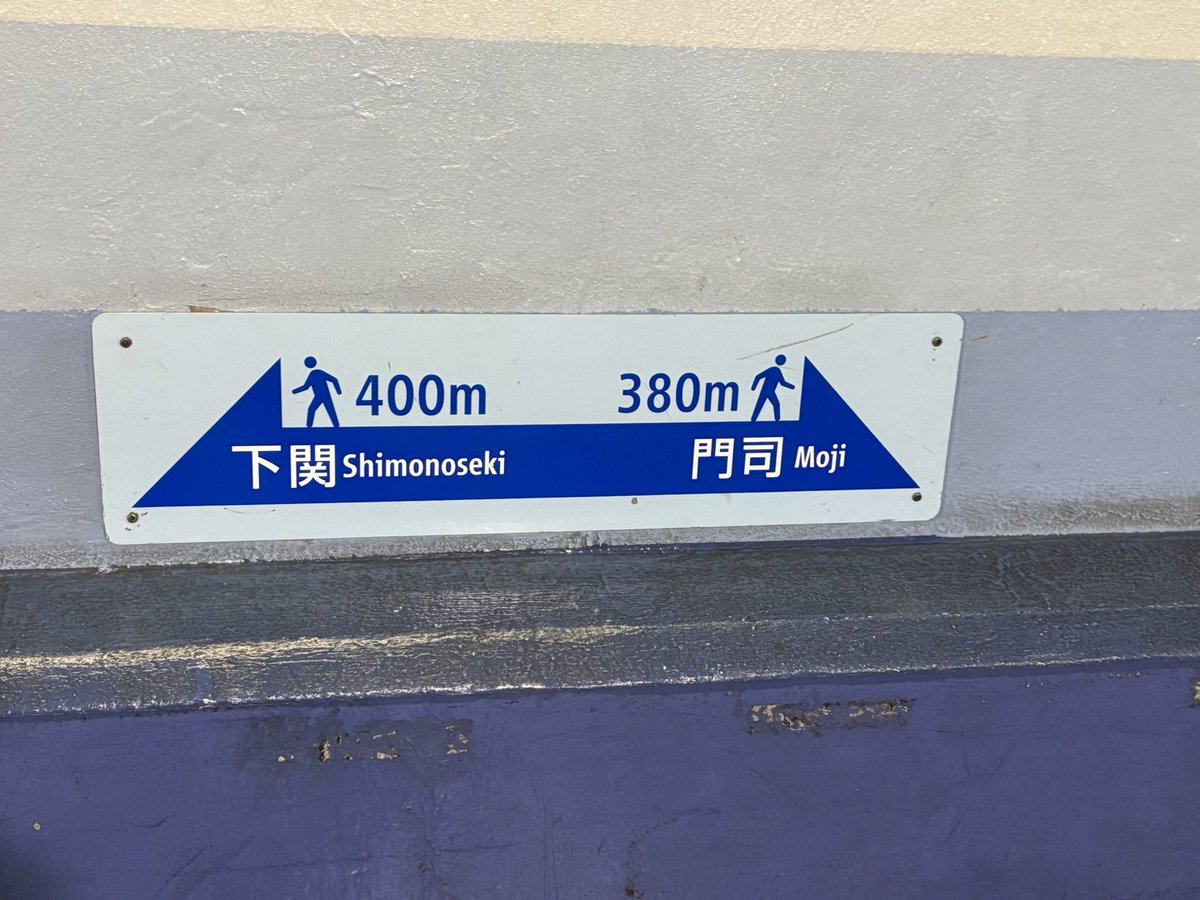 400m 380m
下関 Shimonoseki 門司 Moji